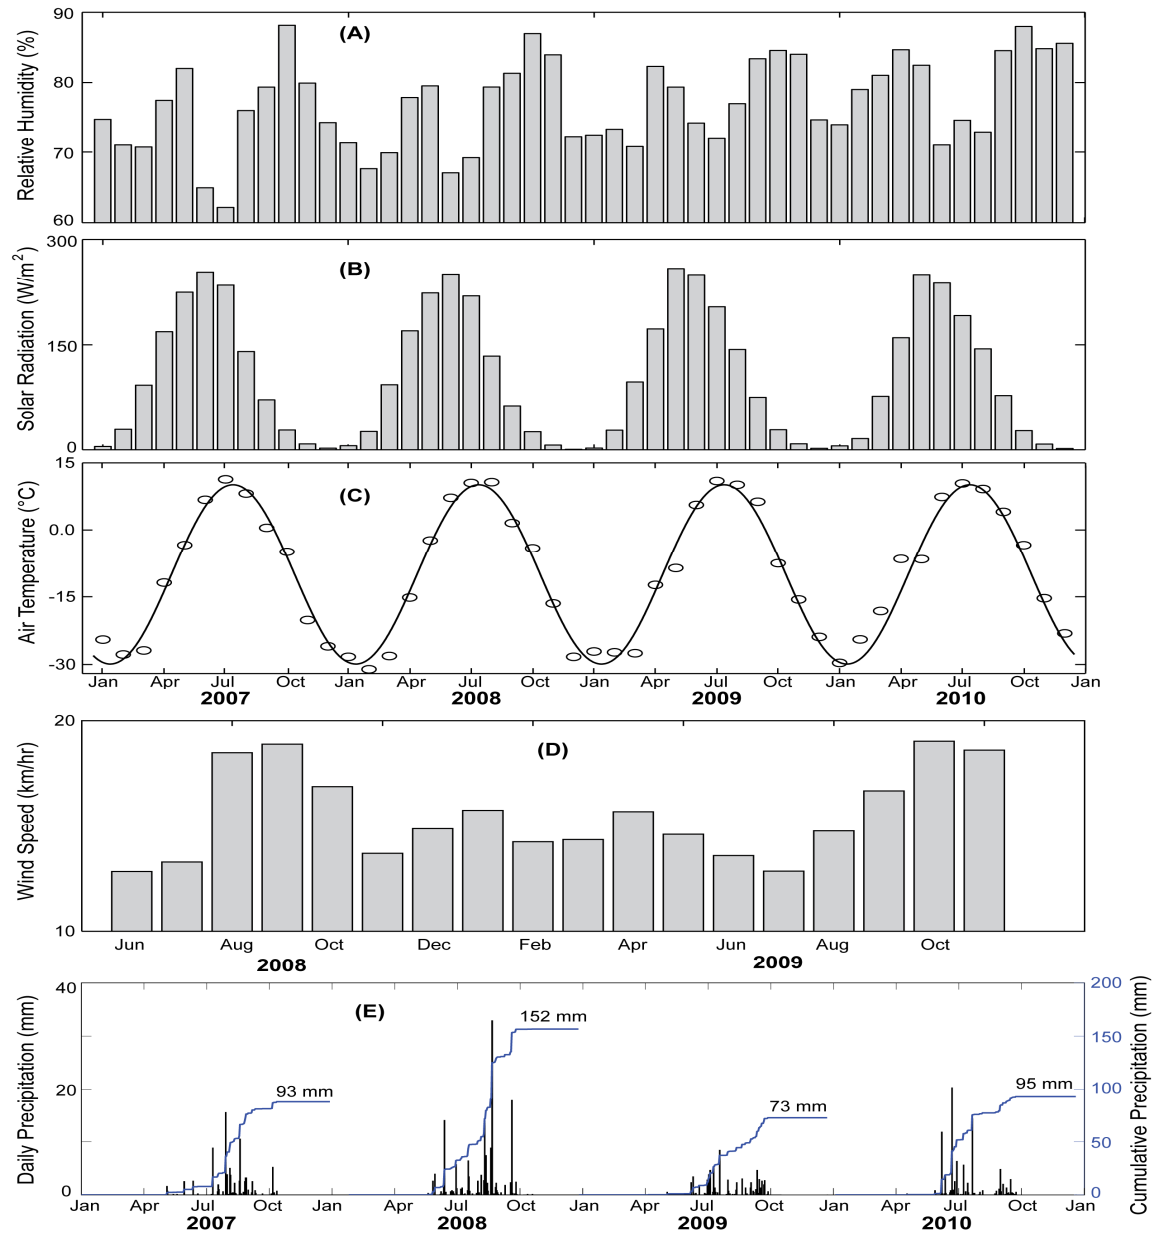 90
80
70
60
Relative Humidity (%)
(A)
300
150
0
Solar Radiation (W/m²)
(B)
15
0.0
-15
-30
Air Temperature (°C)
(C)
Jan Apr Jul Oct Jan Apr Jul Oct Jan Apr Jul Oct Jan Apr Jul Oct Jan
2007 2008 2009 2010
20
10
Wind Speed (km/hr)
(D)
Jun Aug Oct Dec Feb Apr Jun Aug Oct
2008 2009
40
20
0
Daily Precipitation (mm)
(E)
93 mm
152 mm
73 mm
95 mm
200
150
100
50
0
Cumulative Precipitation (mm)
Jan Apr Jul Oct Jan Apr Jul Oct Jan Apr Jul Oct Jan Apr Jul Oct Jan
2007 2008 2009 2010